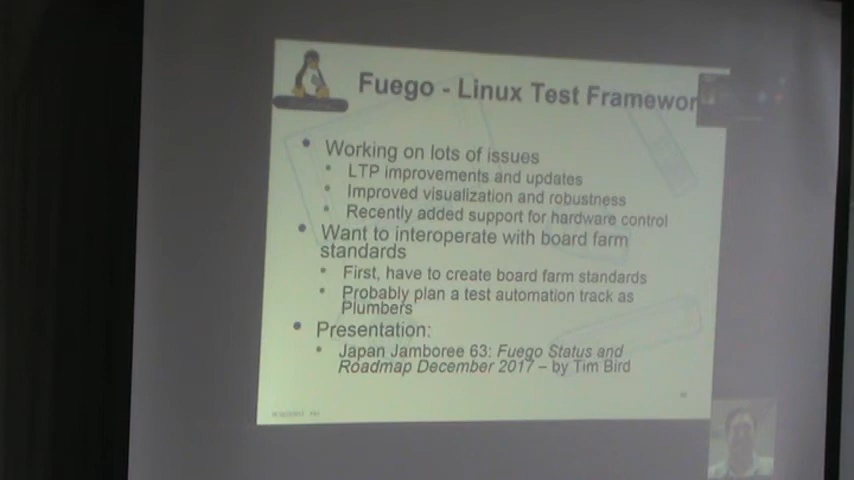 Fuego - Linux Test Framewor
Working on lots of issues
LTP improvements and updates
Improved visualization and robustness
Recently added support for hardware control
Want to interoperate with board farm
standards
First, have to create board farm standards
Probably plan a test automation track as
Plumbers
Presentation:
Japan Jamboree 63: Fuego Status and
Roadmap December 2017 – by Tim Bird